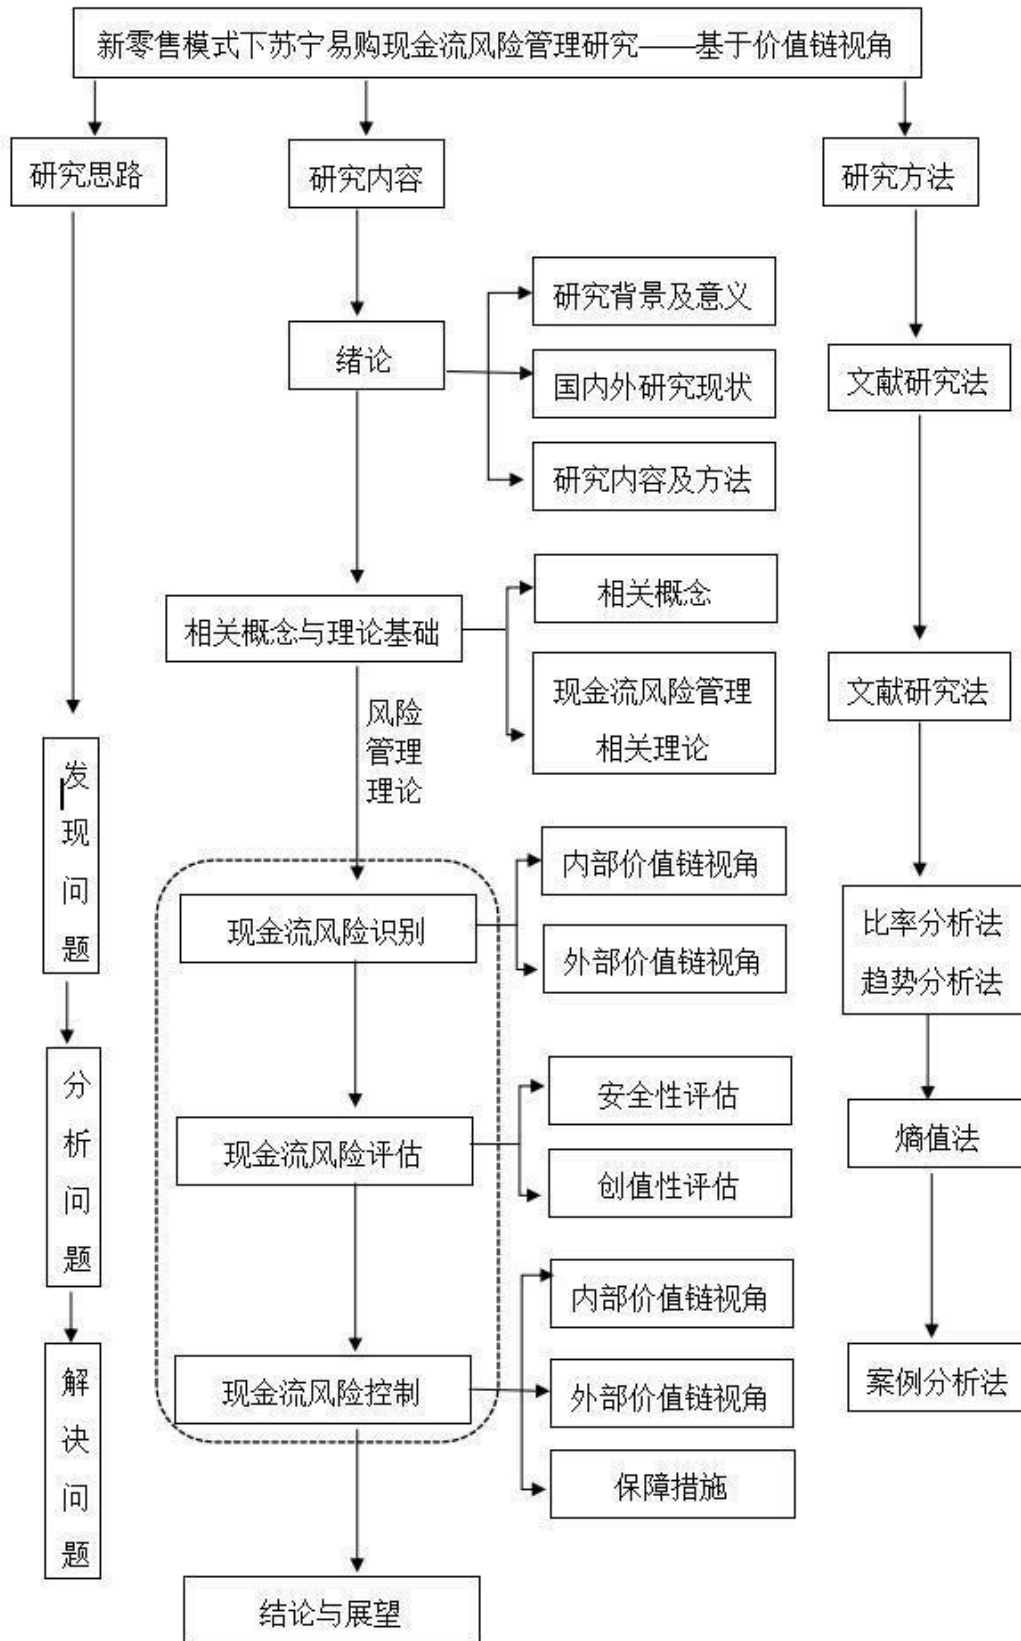 新零售模式下苏宁易购现金流风险管理研究——基于价值链视角
研究思路
研究内容
研究方法
研究背景及意义
绪论
国内外研究现状
文献研究法
研究内容及方法
相关概念
相关概念与理论基础
现金流风险管理
相关理论
文献研究法
风险
管理
理论
发
现
问
题
内部价值链视角
现金流风险识别
外部价值链视角
比率分析法
趋势分析法
分
析
问
题
安全性评估
现金流风险评估
创值性评估
熵值法
内部价值链视角
现金流风险控制
外部价值链视角
保障措施
案例分析法
解
决
问
题
结论与展望